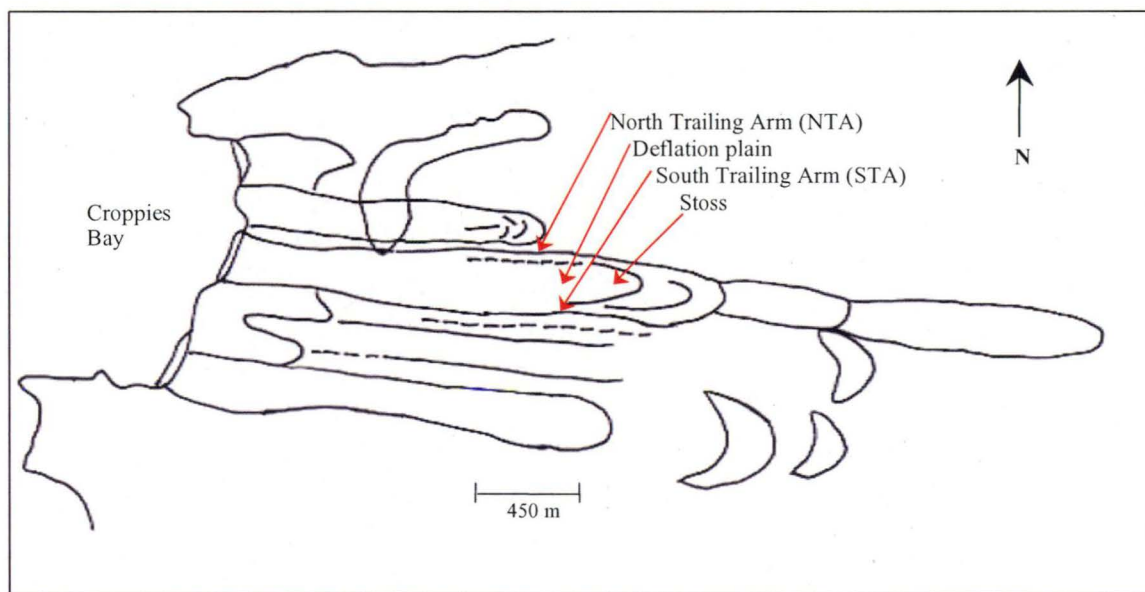 North Trailing Arm (NTA)
Deflation plain
South Trailing Arm (STA)
Stoss
N
Croppies
Bay
450 m